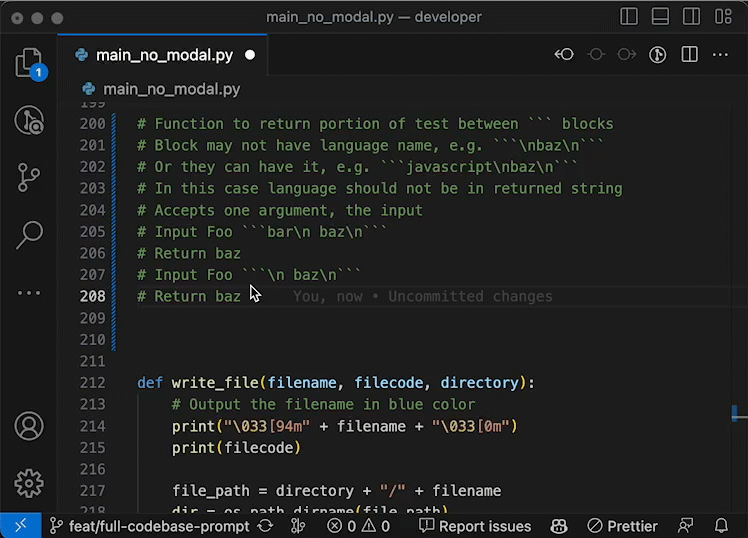 main_no_modal.py — developer
main_no_modal.py
1
main_no_modal.py
199
200 # Function to return portion of test between ``` blocks
201 # Block may not have language name, e.g. ```\nbaz\n```
202 # Or they can have it, e.g. ```javascript\nbaz\n```
203 # In this case language should not be in returned string
204 # Accepts one argument, the input
205 # Input Foo ```bar\n baz\n```
206 # Return baz
207 # Input Foo ```\n baz\n```
208 # Return baz You, now • Uncommitted changes
209
210
211
212 def write_file(filename, filecode, directory):
213 # Output the filename in blue color
214 print("\033[94m" + filename + "\033[0m")
215 print(filecode)
216
217 file_path = directory + "/" + filename
218 dir = os.path.dirname(file_path)
feat/full-codebase-prompt 0 0 Report issues Prettier